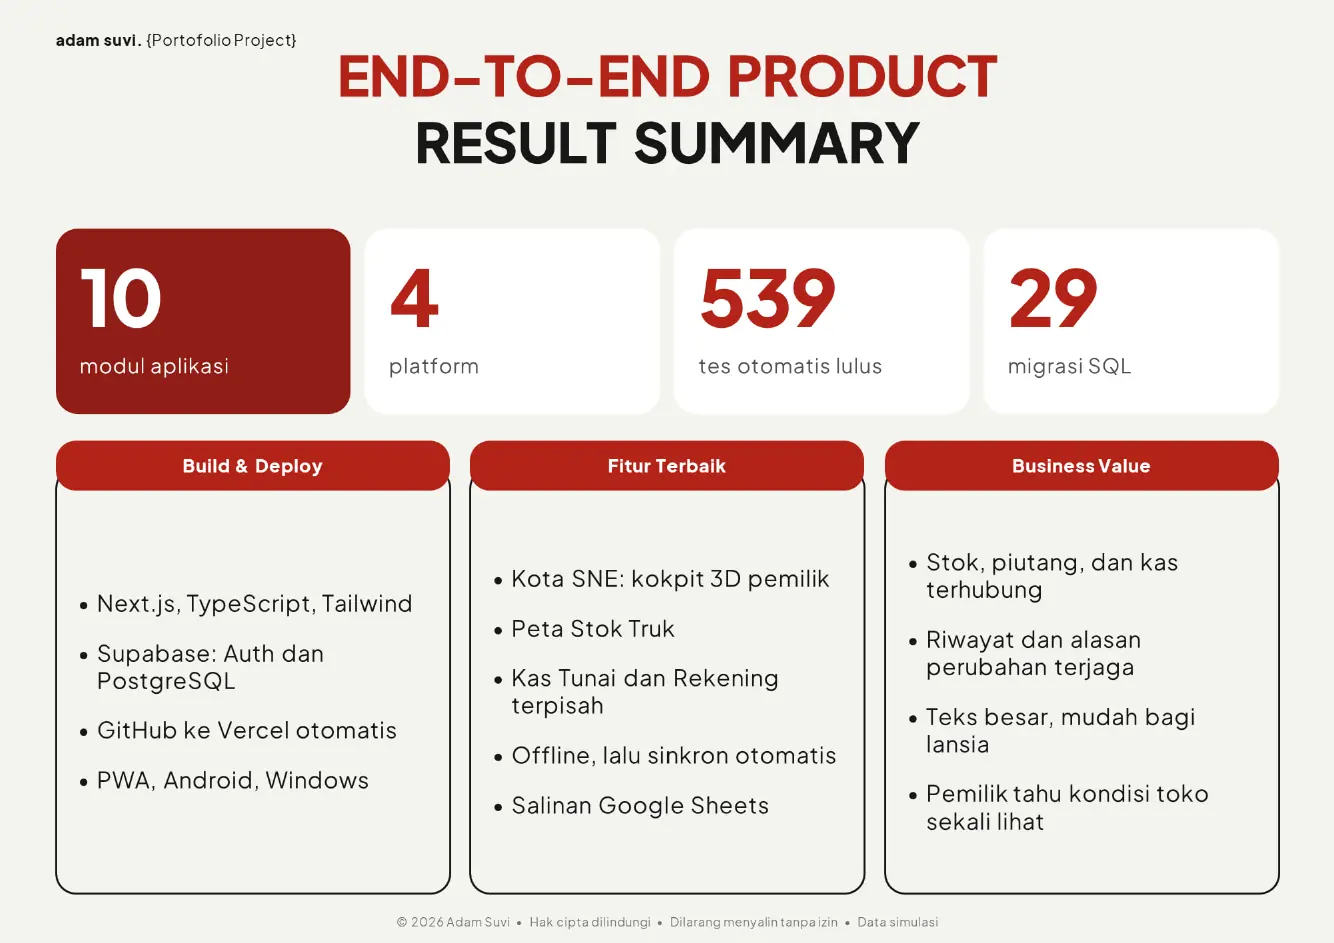 adam suvi. {Portofolio Project}
END-TO-END PRODUCT
RESULT SUMMARY
10
modul aplikasi
4
platform
539
tes otomatis lulus
29
migrasi SQL
Build & Deploy
• Next.js, TypeScript, Tailwind
• Supabase: Auth dan
PostgreSQL
• GitHub ke Vercel otomatis
• PWA, Android, Windows
Fitur Terbaik
• Kota SNE: kokpit 3D pemilik
• Peta Stok Truk
• Kas Tunai dan Rekening
terpisah
• Offline, lalu sinkron otomatis
• Salinan Google Sheets
Business Value
• Stok, piutang, dan kas
terhubung
• Riwayat dan alasan
perubahan terjaga
• Teks besar, mudah bagi
lansia
• Pemilik tahu kondisi toko
sekali lihat
© 2026 Adam Suvi • Hak cipta dilindungi • Dilarang menyalin tanpa izin • Data simulasi